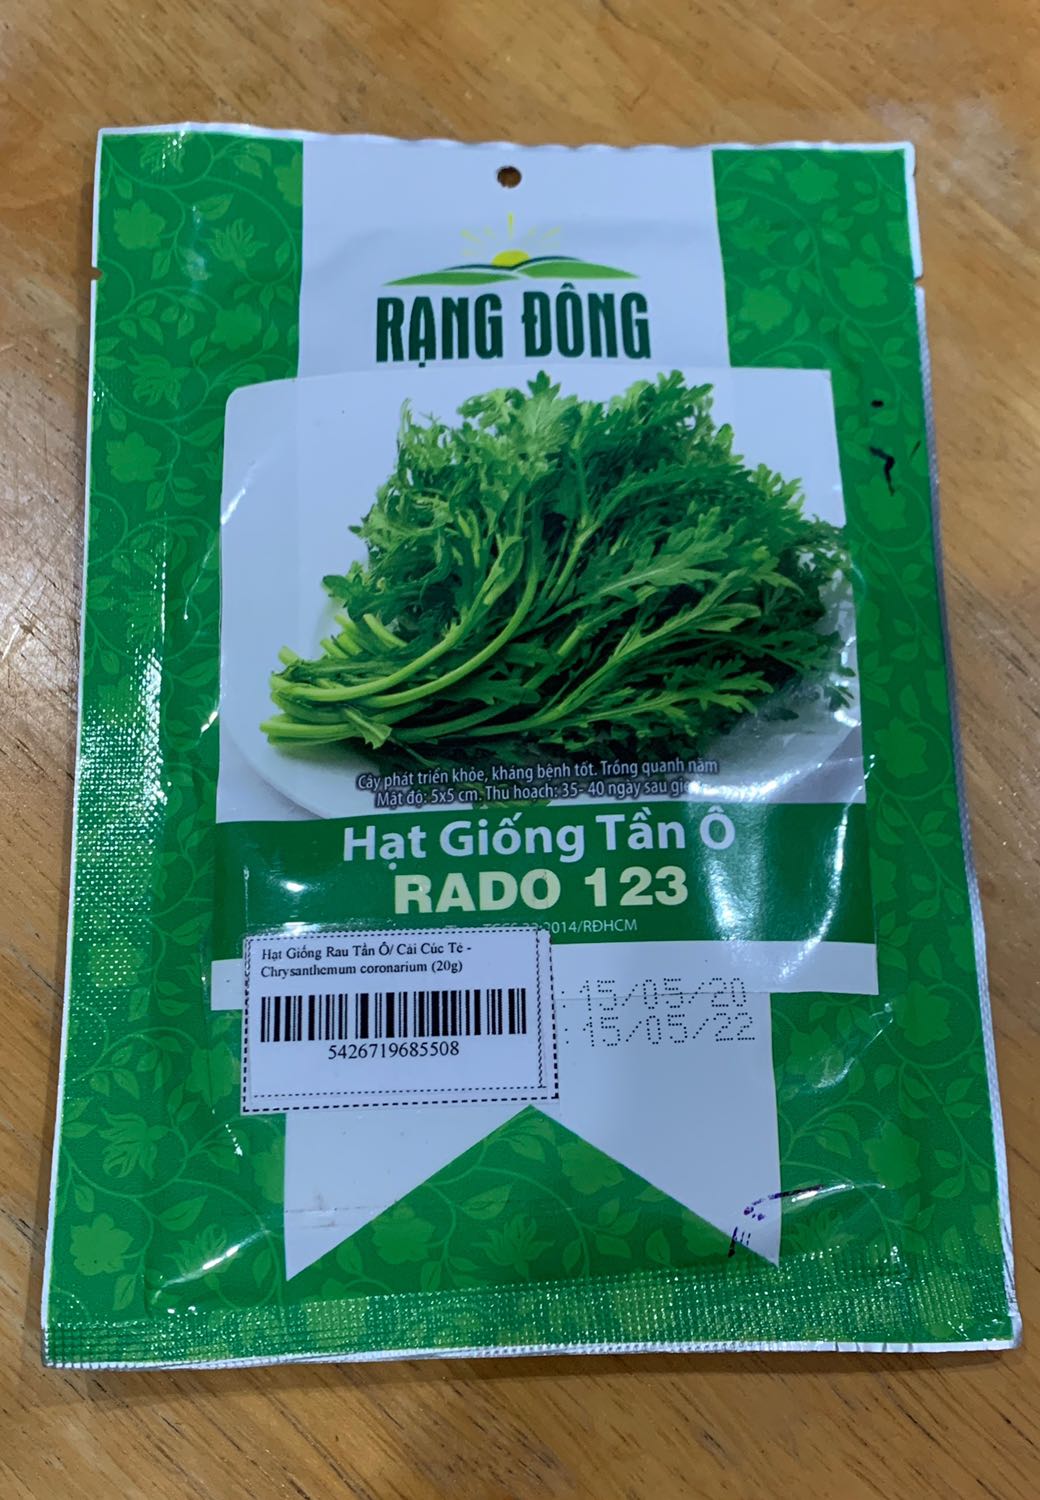 RẠNG ĐÔNG
Cây phát triển khỏe, kháng bệnh tốt. Trồng quanh năm
Mật độ: 5x5 cm. Thu hoạch: 35- 40 ngày sau
Hạt Giống Tần Ô
RADO 123
2014/RĐHCM
Hạt Giống Rau Tần Ô/ Cải Cúc Tẻ -
Chrysanthemum coronarium (20g)
5426719685508
:15/05/20
:15/05/22